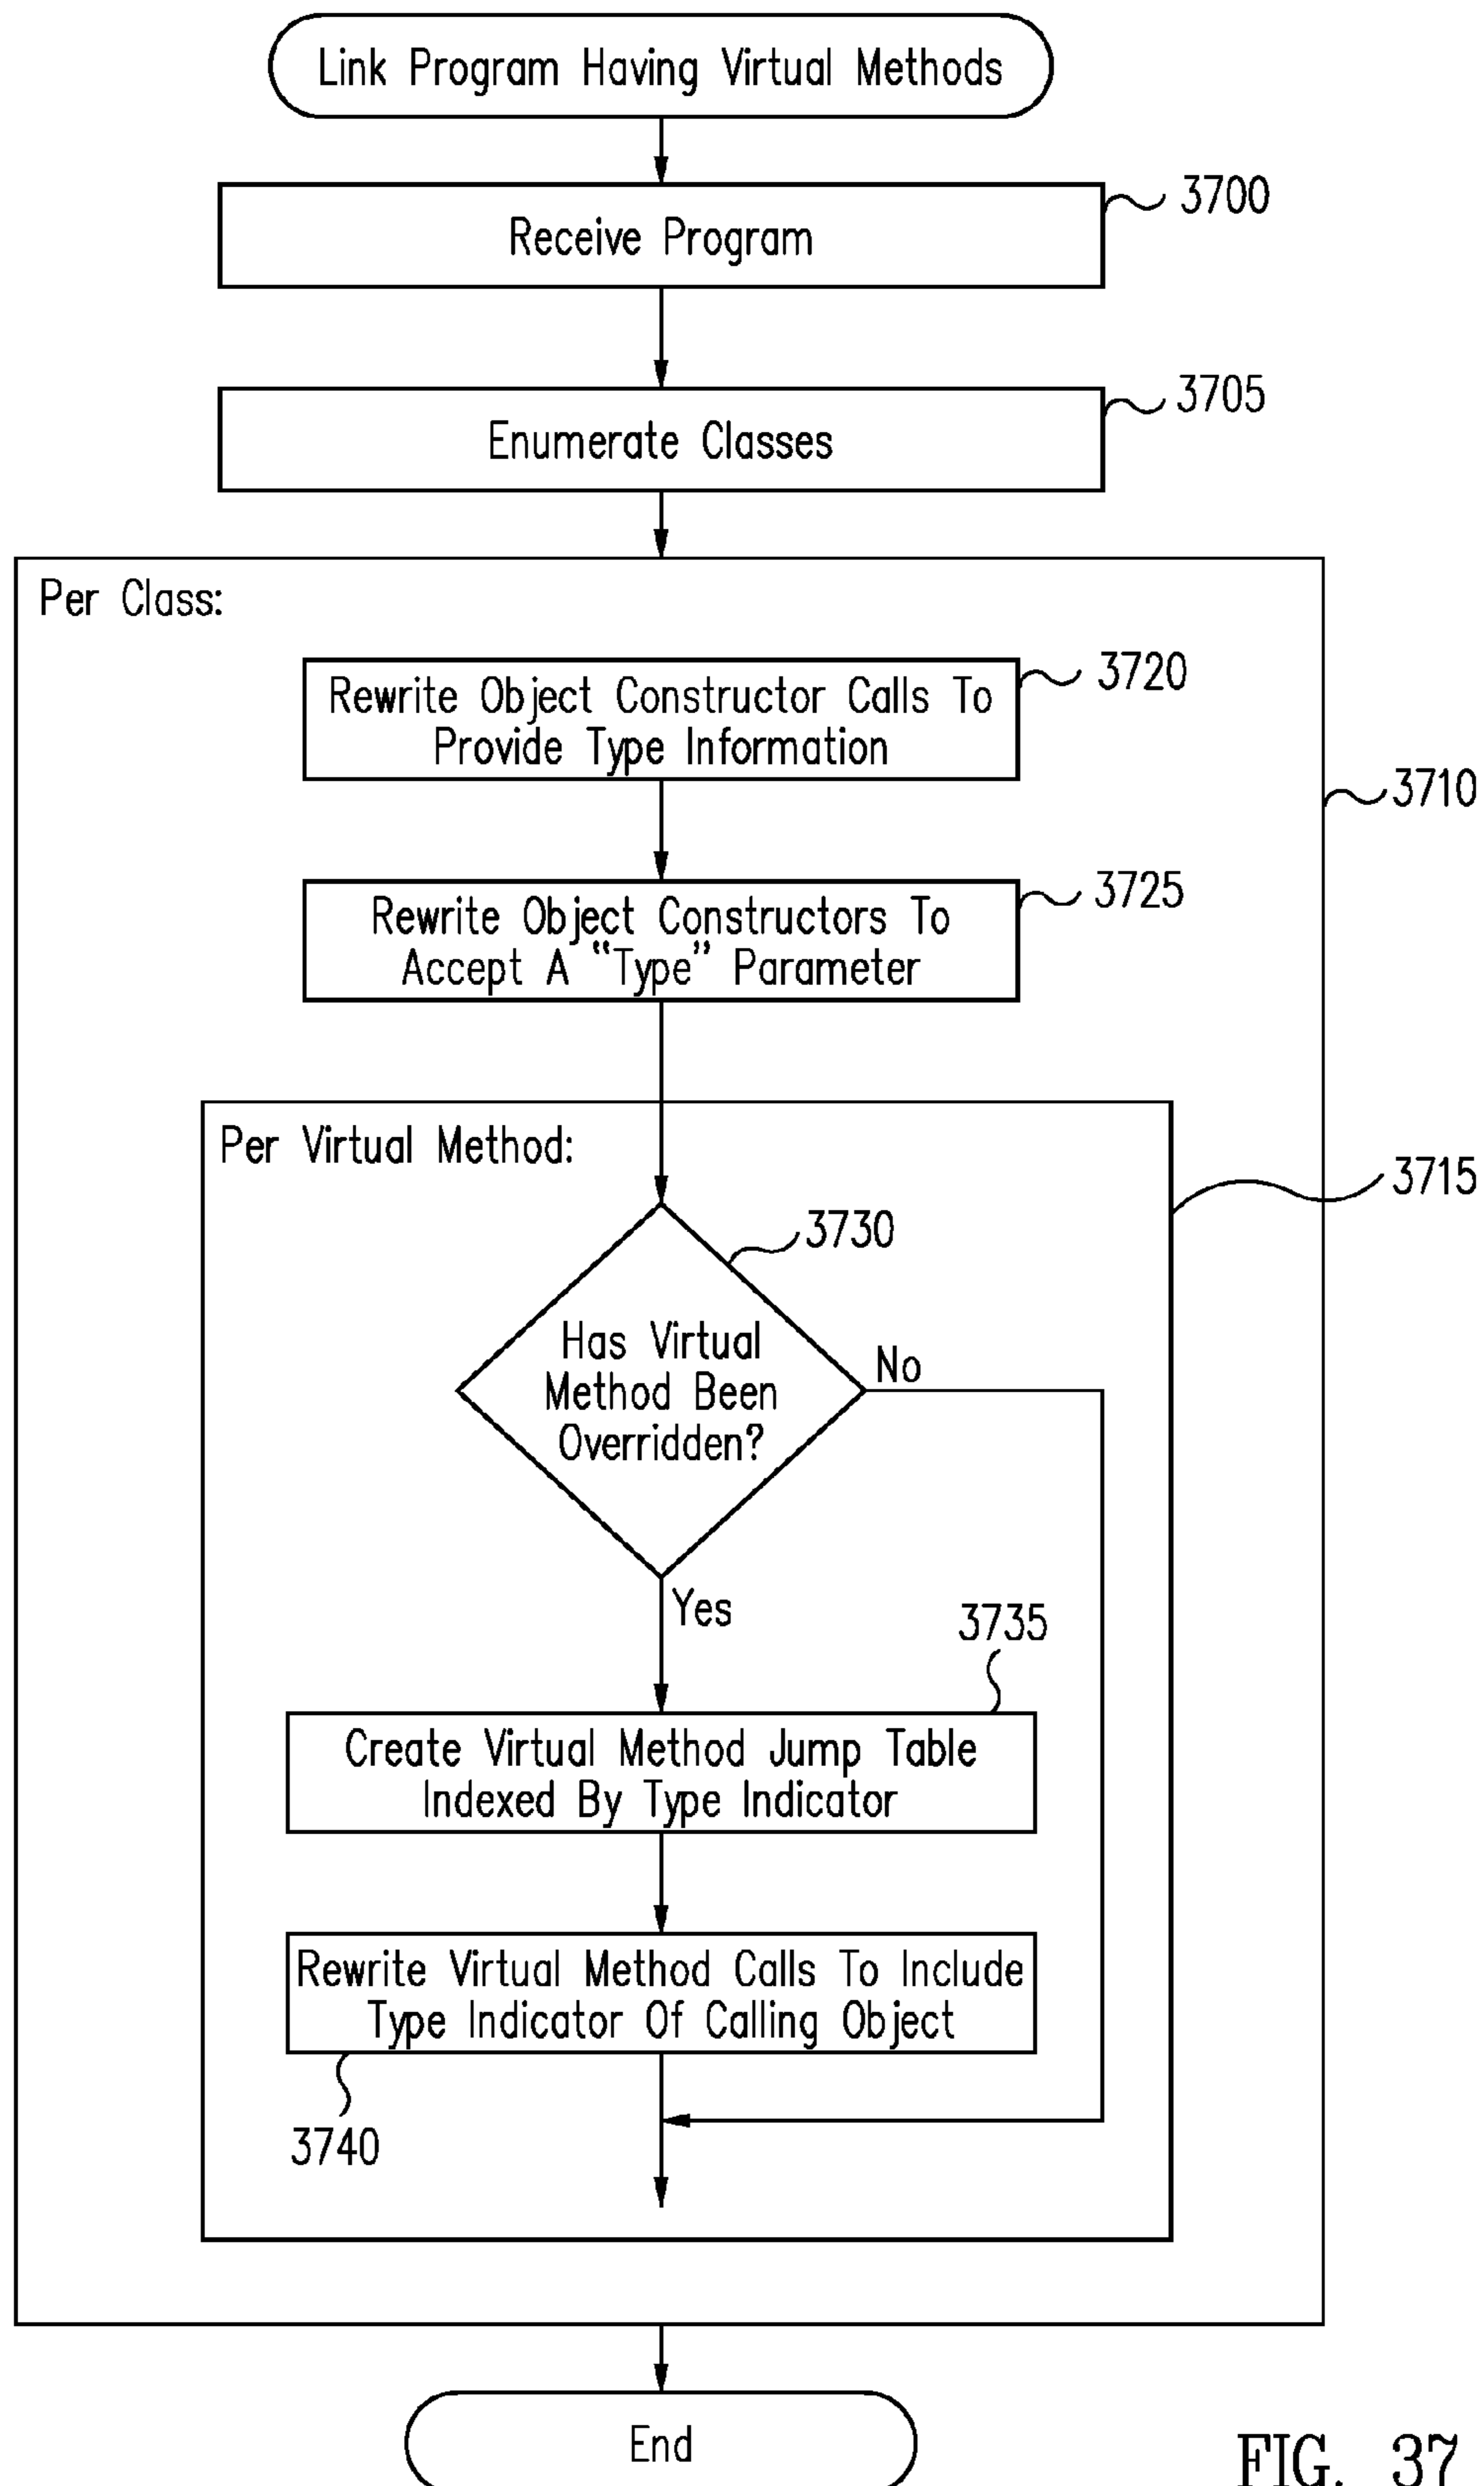 Link Program Having Virtual Methods
3700
Receive Program
3705
Enumerate Classes
Per Class:
3720
Rewrite Object Constructor Calls To
Provide Type Information
3710
3725
Rewrite Object Constructors To
Accept A “Type” Parameter
Per Virtual Method:
3715
3730
Has Virtual
Method Been
Overridden?
No
Yes
3735
Create Virtual Method Jump Table
Indexed By Type Indicator
Rewrite Virtual Method Calls To Include
Type Indicator Of Calling Object
3740
End
FIG. 37